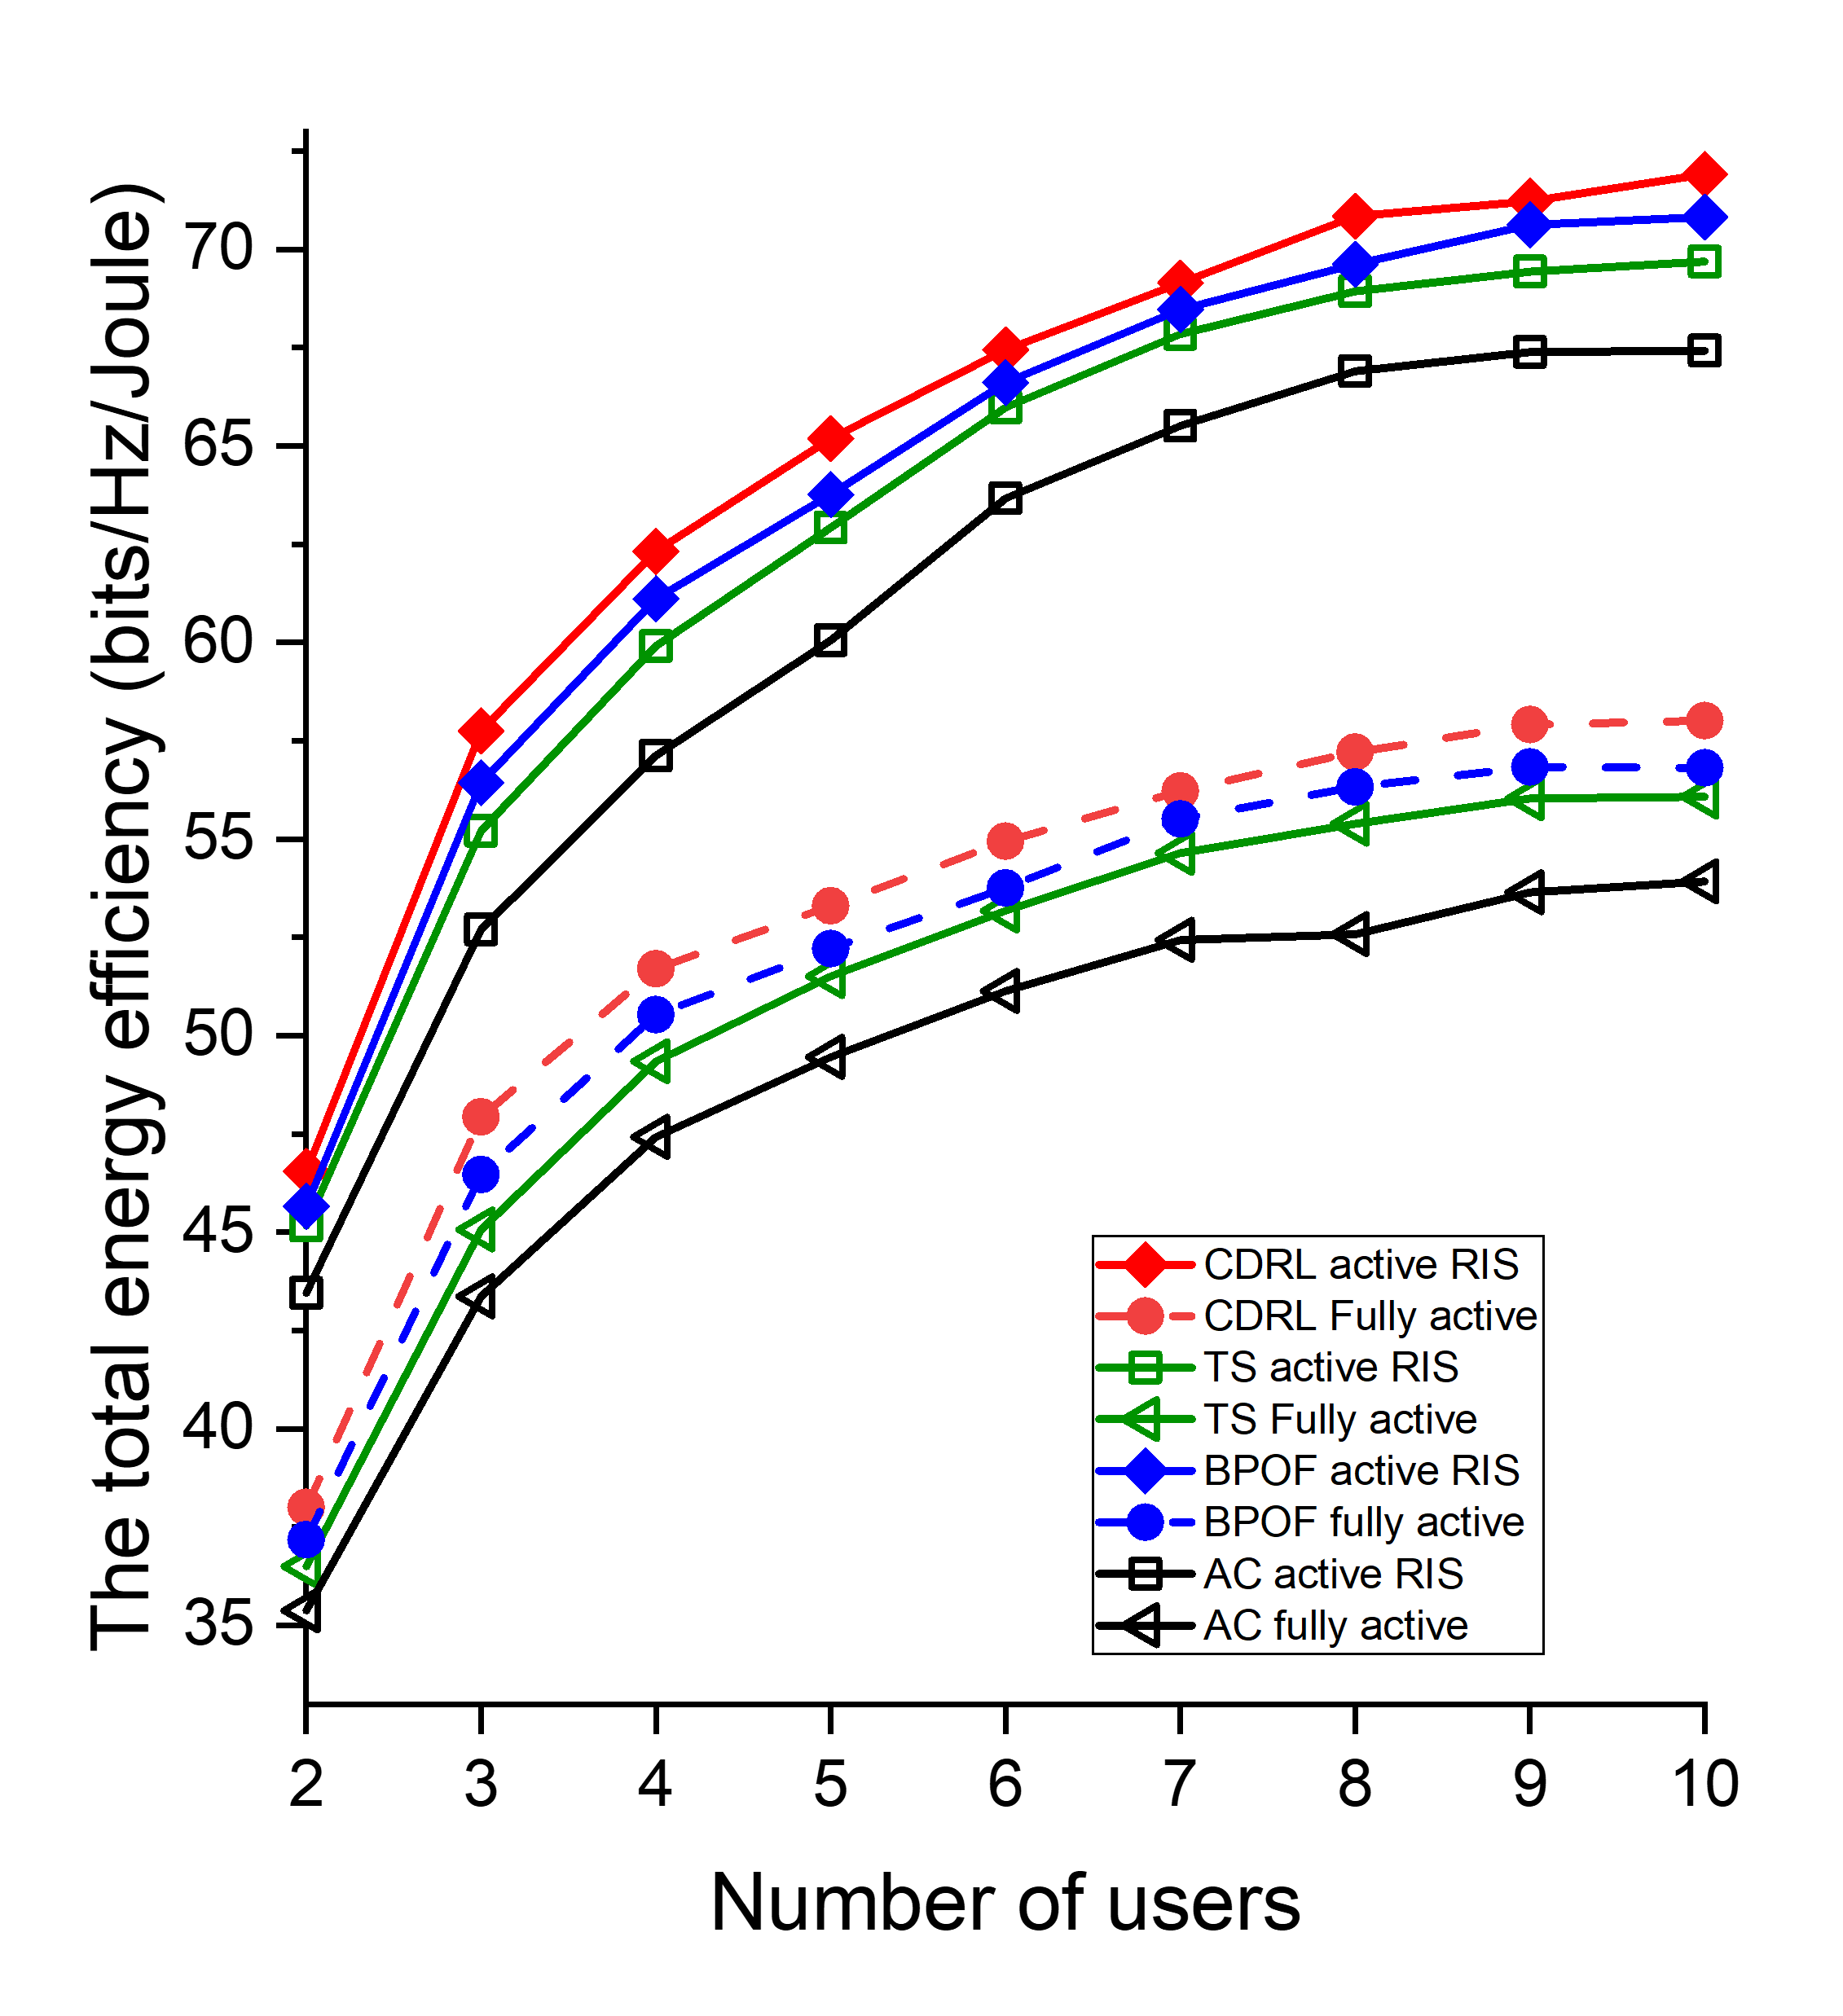 The total energy efficiency (bits/Hz/Joule)
70
65
60
55
50
45
40
35
2 3 4 5 6 7 8 9 10
Number of users
CDRL active RIS
CDRL Fully active
TS active RIS
TS Fully active
BPOF active RIS
BPOF fully active
AC active RIS
AC fully active